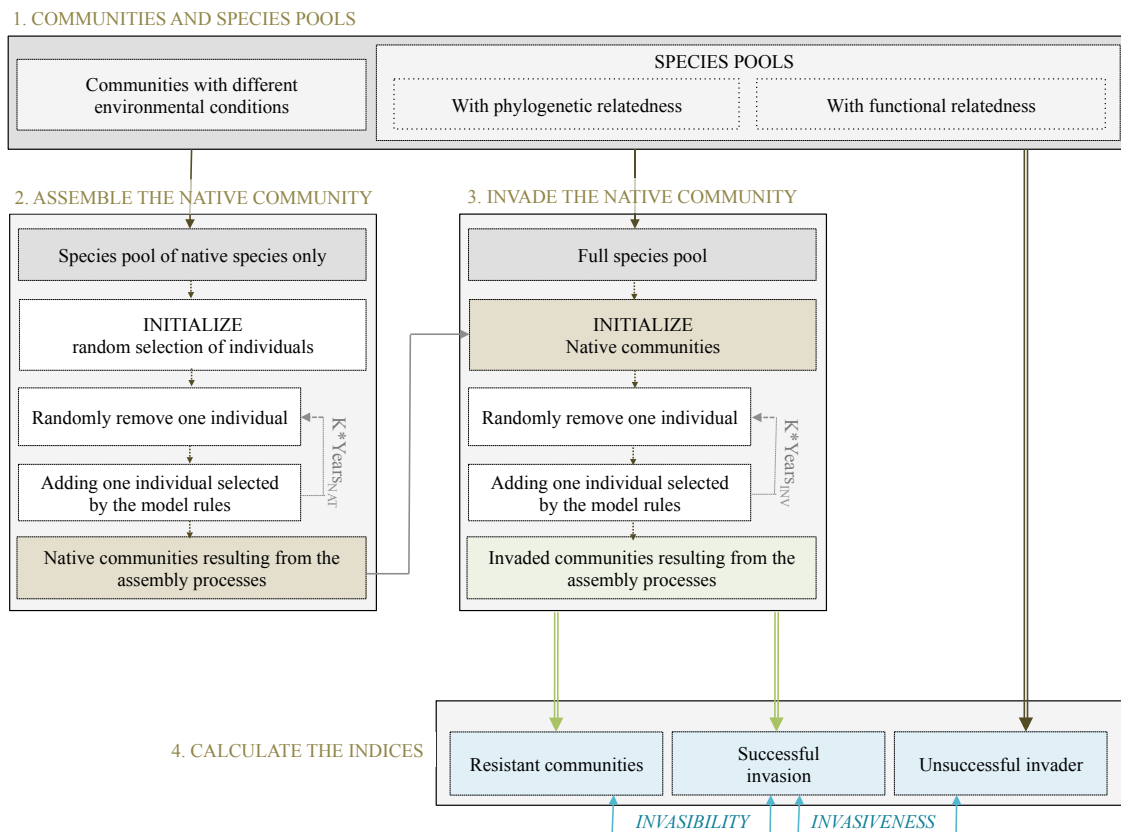 1. COMMUNITIES AND SPECIES POOLS
Communities with different
environmental conditions
SPECIES POOLS
With phylogenetic relatedness
With functional relatedness
2. ASSEMBLE THE NATIVE COMMUNITY
Species pool of native species only
INITIALIZE
random selection of individuals
Randomly remove one individual
K*Years_NAT
Adding one individual selected
by the model rules
Native communities resulting from the
assembly processes
3. INVADE THE NATIVE COMMUNITY
Full species pool
INITIALIZE
Native communities
Randomly remove one individual
K*Years_INV
Adding one individual selected
by the model rules
Invaded communities resulting from the
assembly processes
4. CALCULATE THE INDICES
Resistant communities
Successful
invasion
Unsuccessful invader
INVASIBILITY
INVASIVENESS